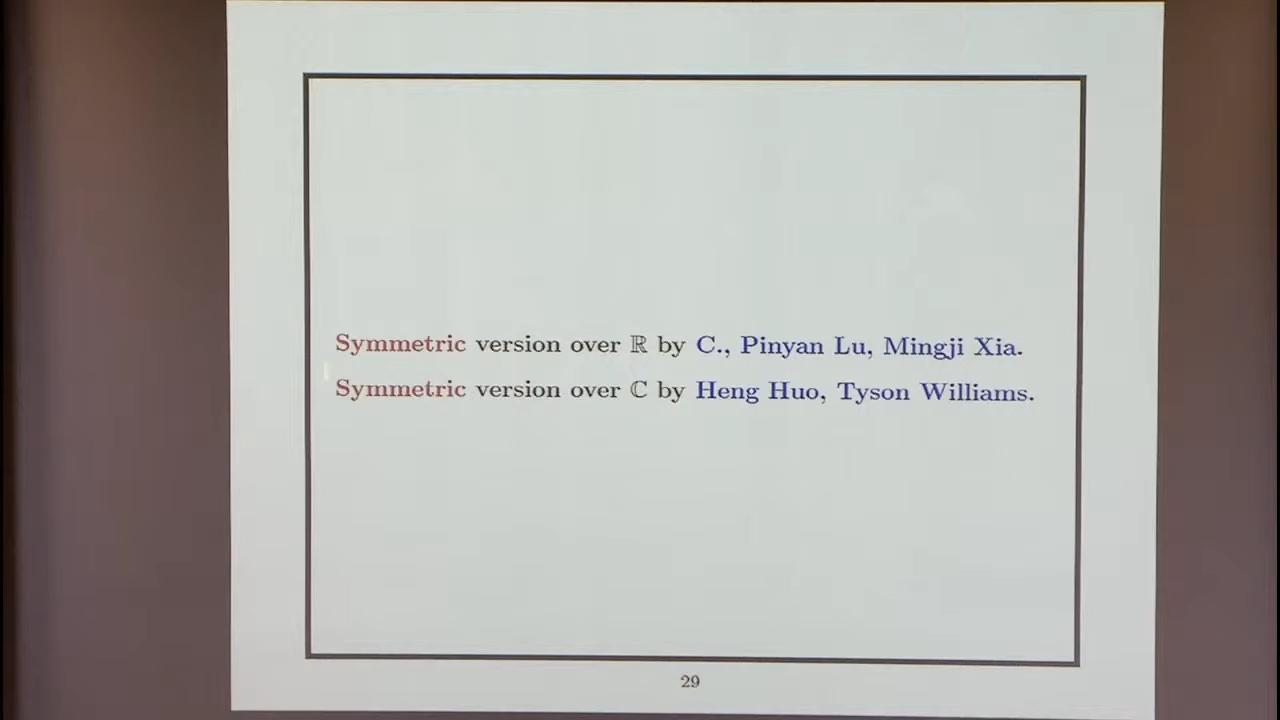 Symmetric version over ℝ by C., Pinyan Lu, Mingji Xia.
Symmetric version over ℂ by Heng Huo, Tyson Williams.
29